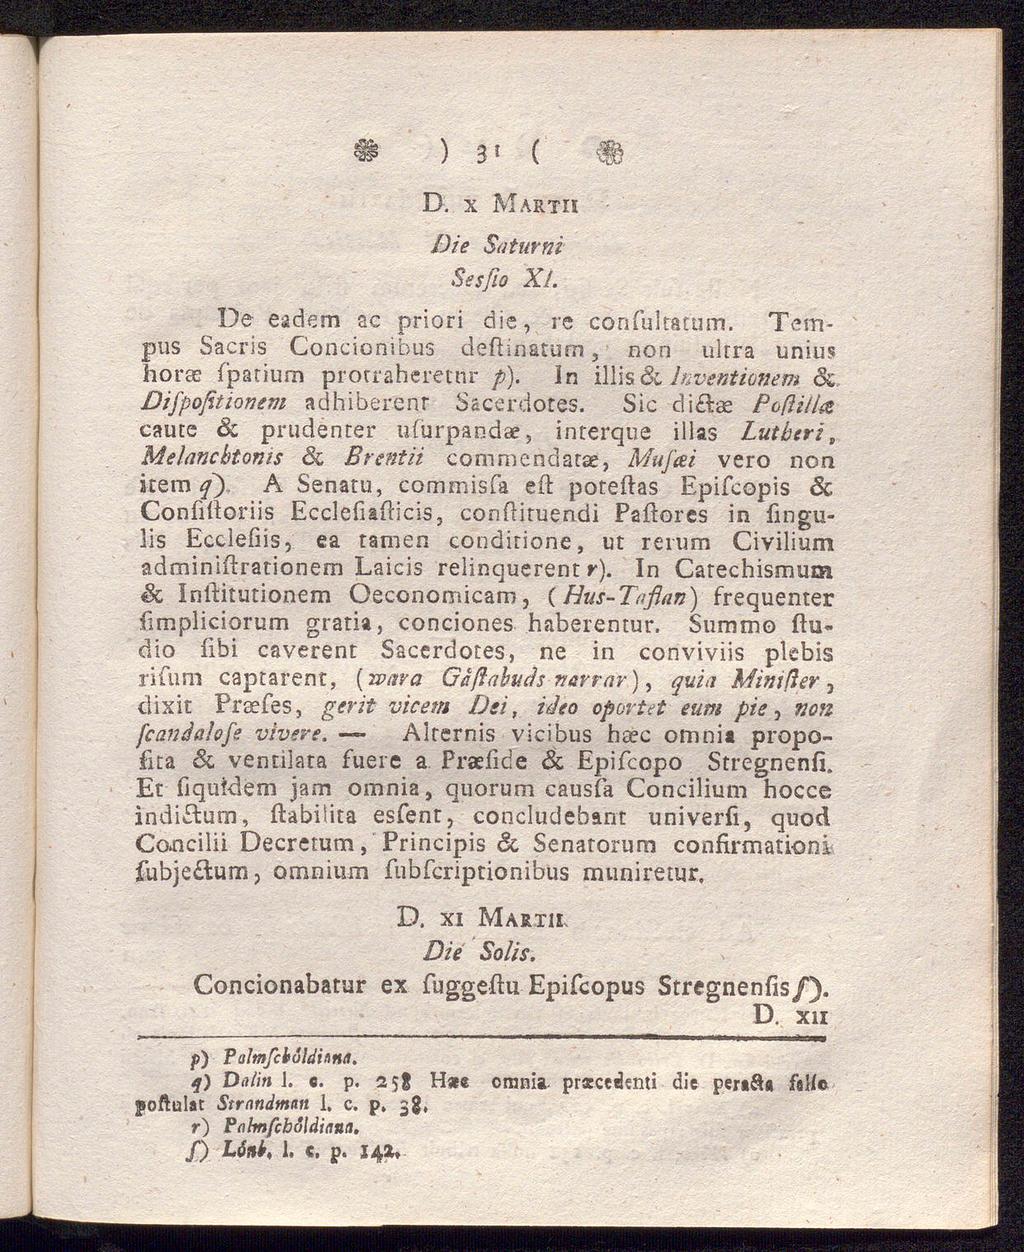 ) 31 (
D. X MARTII
Die Saturni
Sesſio XI.
De eadem ac priori die, re conſultatum. Tem-
pus Sacris Concionibus deſtinatum, non ultra unius
horæ ſpatium protraheretur p). In illis & Inventionem &
Diſpoſitionem adhiberent Sacerdotes. Sic dictæ Poſtillæ
caute & prudenter uſurpandæ, interque illas Lutheri,
Melanchtonis & Brentii commendatæ, Muſæi vero non
item q). A Senatu, commisſa eſt poteſtas Epiſcopis &
Conſiſtoriis Eccleſiaſticis, conſtituendi Paſtores in ſingu-
lis Eccleſiis, ea tamen conditione, ut rerum Civilium
adminiſtrationem Laicis relinquerent r). In Catechismum
& Inſtitutionem Oeconomicam, (Hus-Taflan) frequenter
ſimpliciorum gratia, conciones haberentur. Summo ſtu-
dio ſibi caverent Sacerdotes, ne in conviviis plebis
riſum captarent, (wara Gåſtabuds narrar), quia Miniſter,
dixit Præſes, gerit vicem Dei, ideo oportet eum pie, non
ſcandaloſe vivere. — Alternis vicibus hæc omnia propo-
ſita & ventilata fuere a Præſide & Epiſcopo Stregnenſi.
Et ſiquidem jam omnia, quorum causſa Concilium hocce
indictum, ſtabilita esſent, concludebant univerſi, quod
Concilii Decretum, Principis & Senatorum confirmationi
ſubjectum, omnium ſubſcriptionibus muniretur.
D. XI MARTII.
Die Solis.
Concionabatur ex ſuggeſtu Epiſcopus Stregnenſis ſ).
D. XII
p) Palmſchöldiana.
q) Dalin l. c. p. 258 Hæc omnia præcedenti die peracta falſo
poſtulat Strandman l. c. p. 38.
r) Palmſchöldiana.
ſ) Lönb. l. c. p. 142.